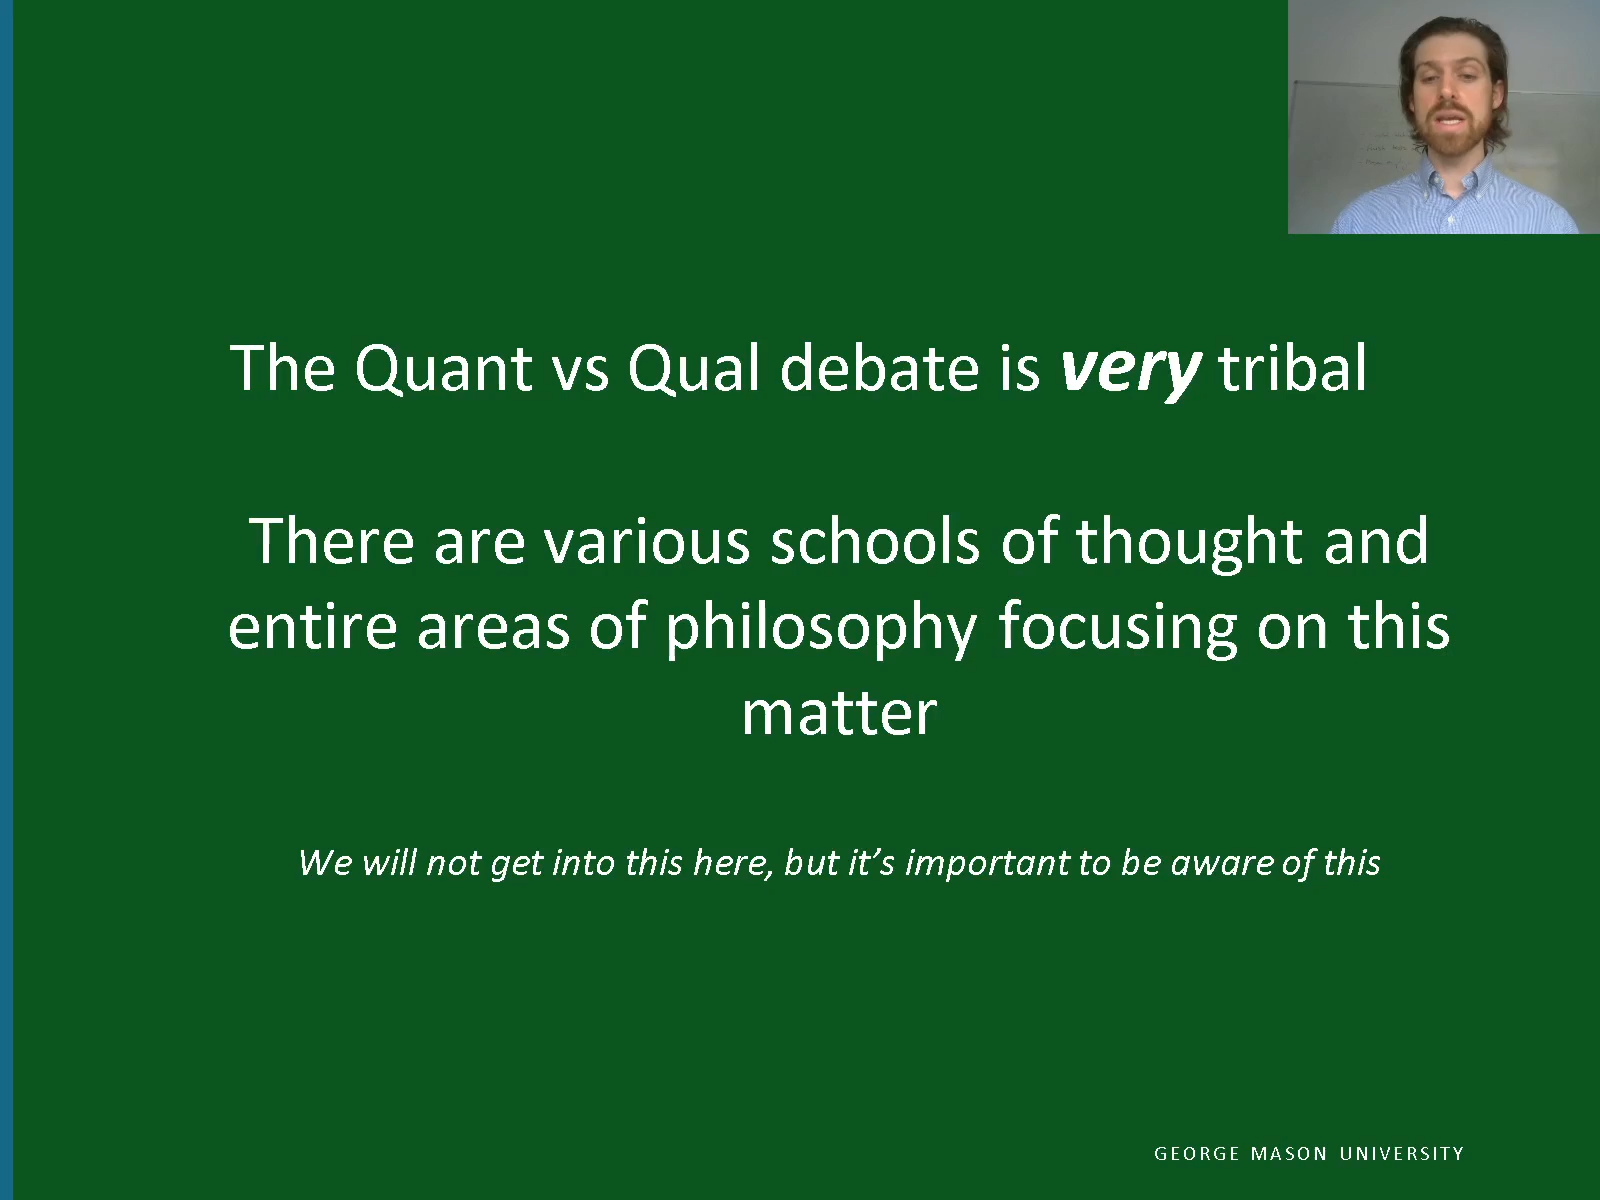 The Quant vs Qual debate is very tribal
There are various schools of thought and
entire areas of philosophy focusing on this
matter
We will not get into this here, but it’s important to be aware of this
GEORGE MASON UNIVERSITY